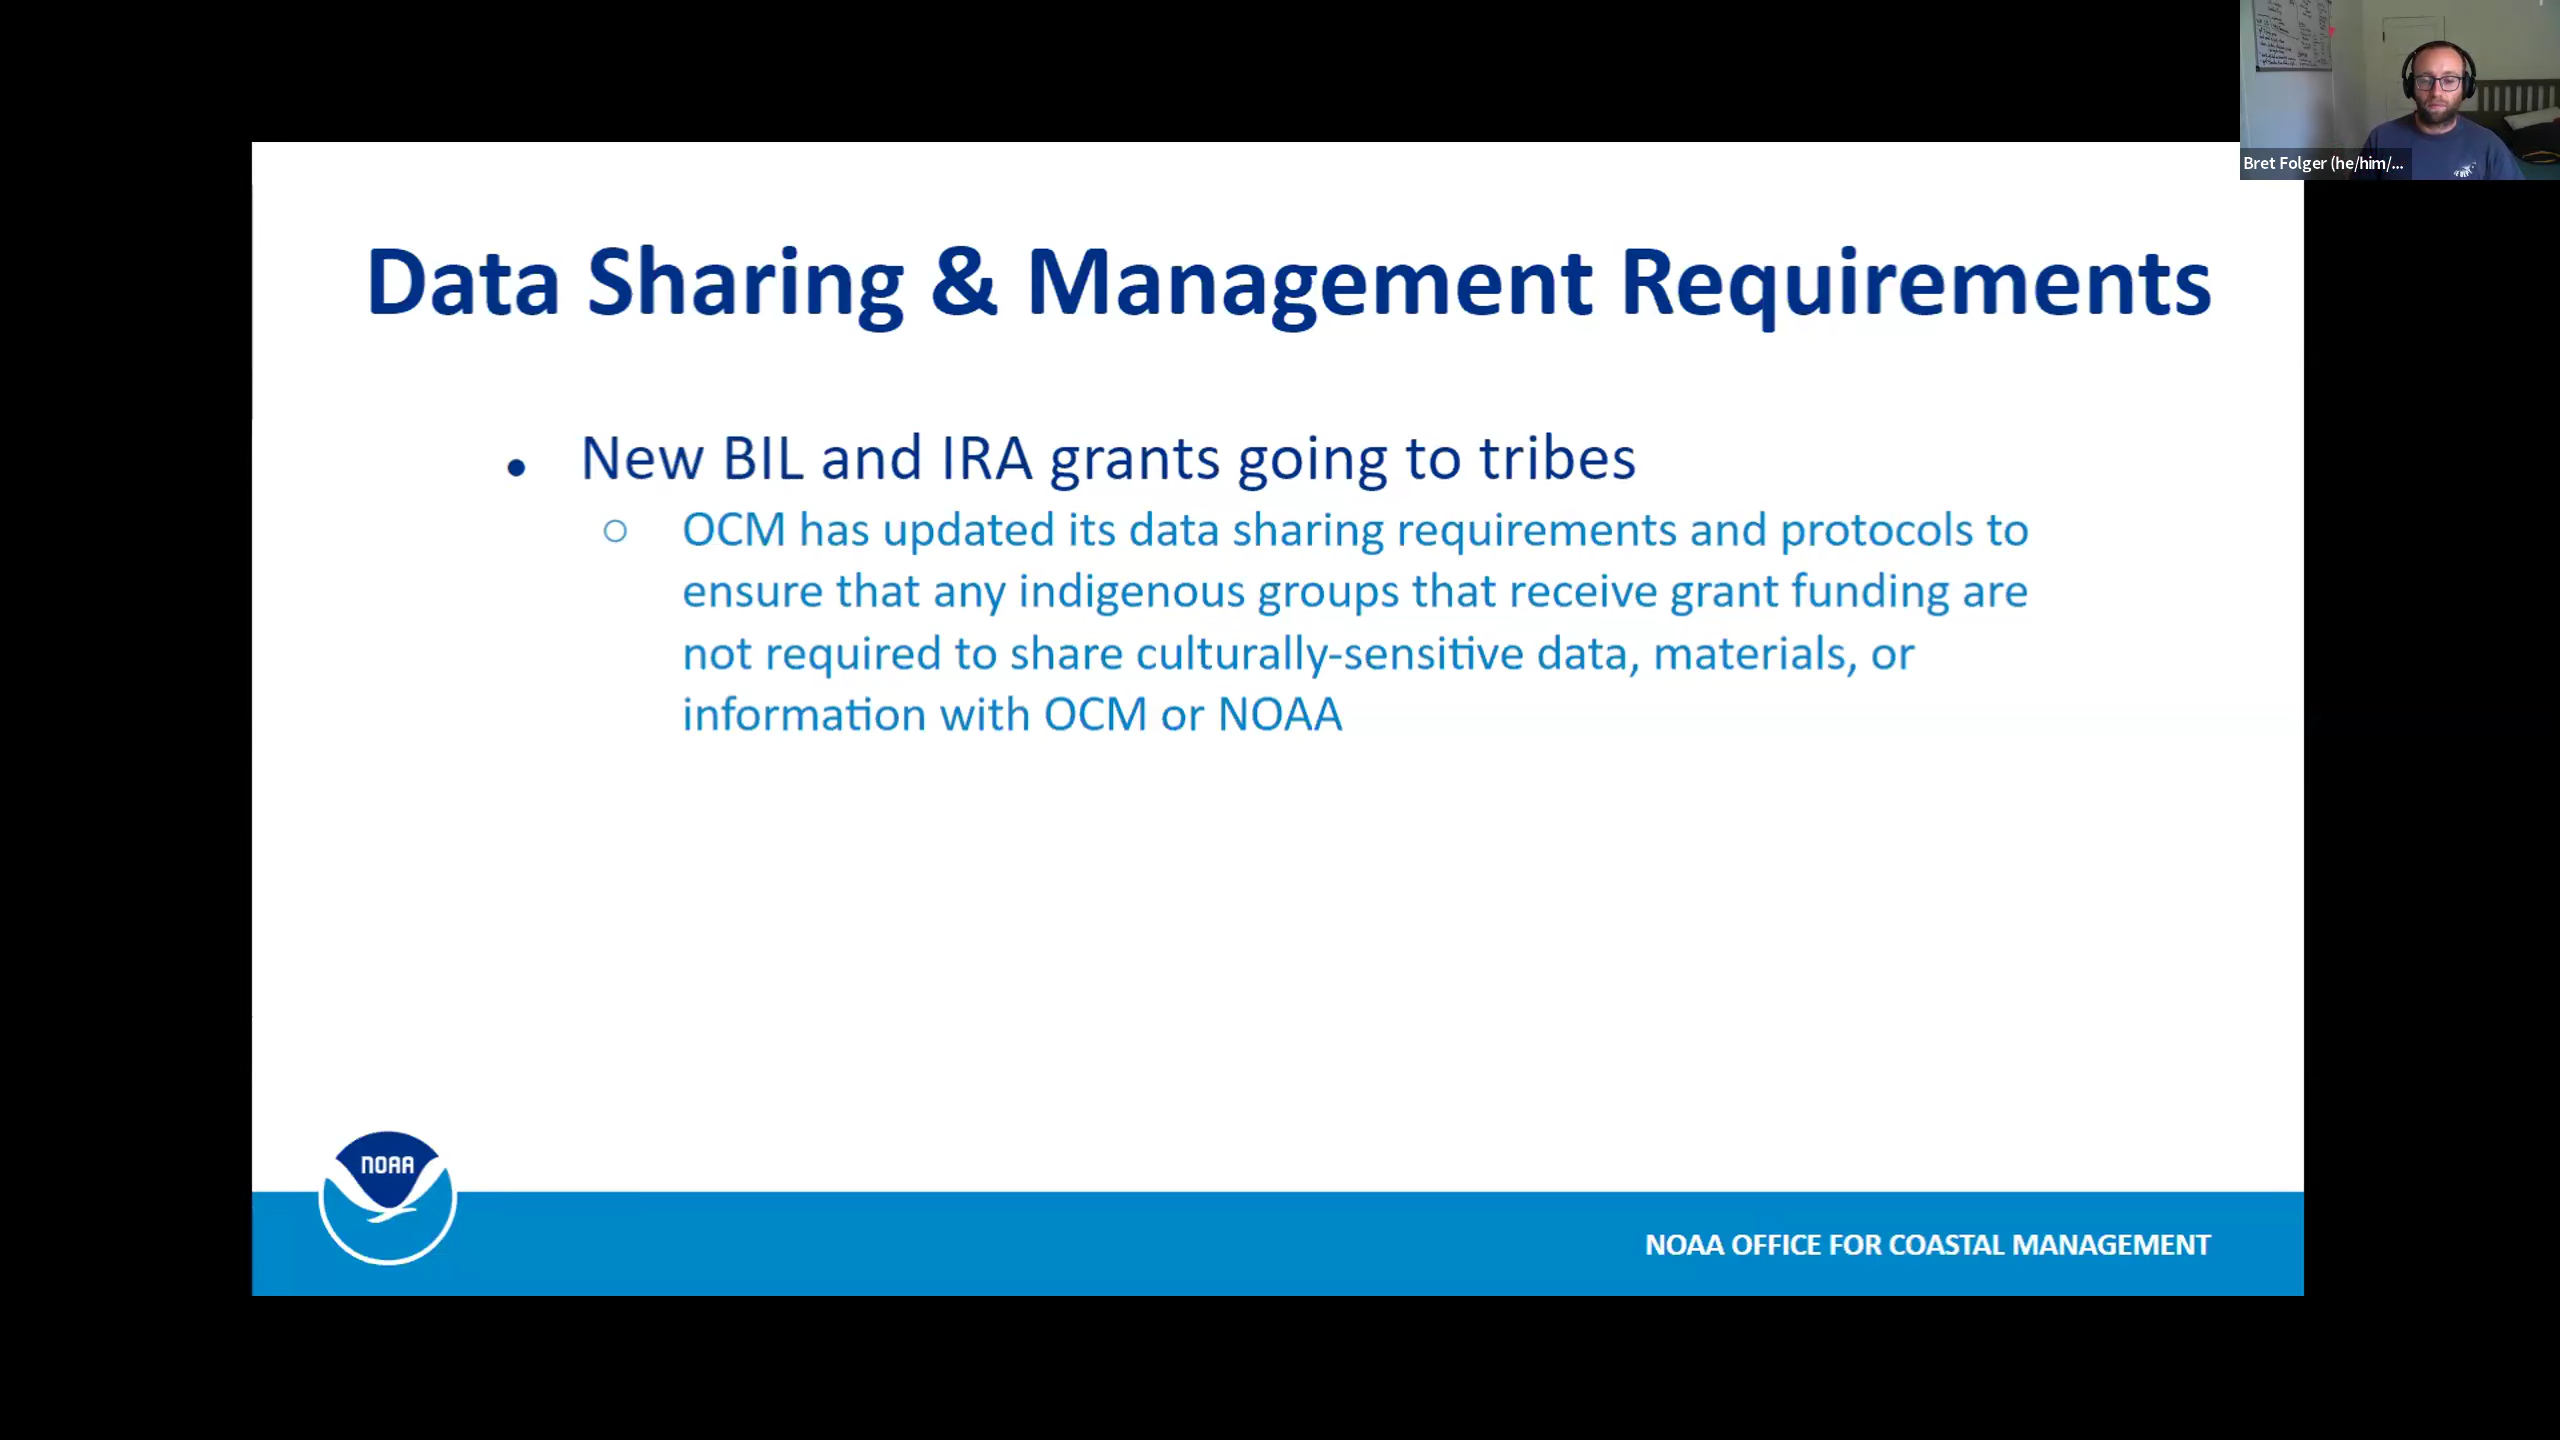 Bret Folger (he/him/...
Data Sharing & Management Requirements
• New BIL and IRA grants going to tribes
○ OCM has updated its data sharing requirements and protocols to
ensure that any indigenous groups that receive grant funding are
not required to share culturally-sensitive data, materials, or
information with OCM or NOAA
NOAA
NOAA OFFICE FOR COASTAL MANAGEMENT